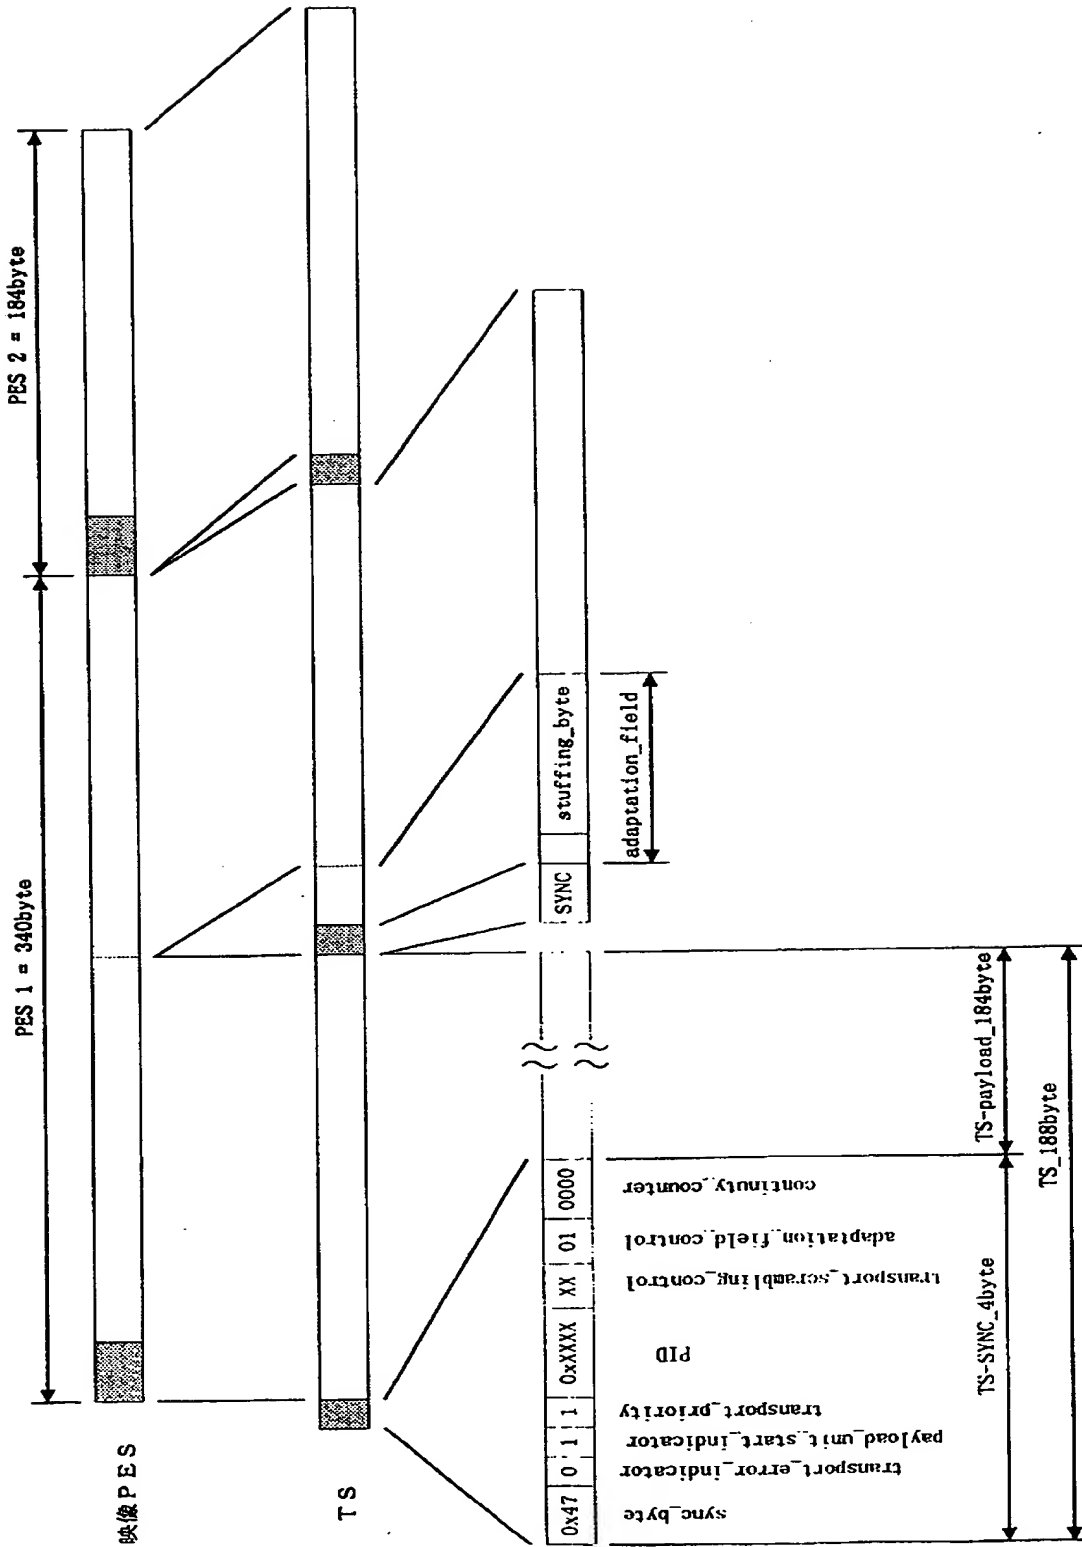 PES 1 = 340byte
PES 2 = 184byte
映像PES
TS
0x47 0 1 1 0xXXXX XX 01 0000
SYNC
stuffing_byte
sync_byte
transport_error_indicator
payload_unit_start_indicator
transport_priority
PID
transport_scrambling_control
adaptation_field_control
continuty_counter
adaptation_field
TS-SYNC_4byte
TS-payload_184byte
TS_188byte